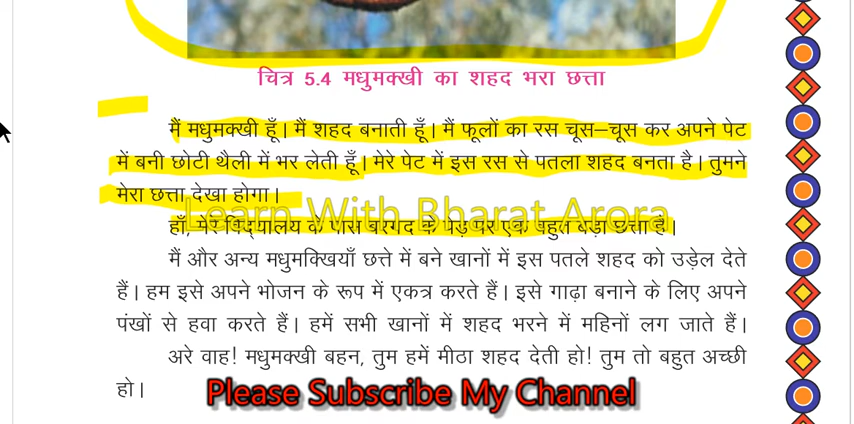 चित्र 5.4 मधुमक्खी का शहद भरा छत्ता
मैं मधुमक्खी हूँ। मैं शहद बनाती हूँ। मैं फूलों का रस चूस–चूस कर अपने पेट
में बनी छोटी थैली में भर लेती हूँ। मेरे पेट में इस रस से पतला शहद बनता है। तुमने
मेरा छत्ता देखा होगा।
Learn With Bharat Arora
हाँ, मेरे विद्यालय के पास बरगद के पेड़ पर एक बहुत बड़ा छत्ता है।
मैं और अन्य मधुमक्खियाँ छत्ते में बने खानों में इस पतले शहद को उड़ेल देते
हैं। हम इसे अपने भोजन के रूप में एकत्र करते हैं। इसे गाढ़ा बनाने के लिए अपने
पंखों से हवा करते हैं। हमें सभी खानों में शहद भरने में महिनों लग जाते हैं।
अरे वाह! मधुमक्खी बहन, तुम हमें मीठा शहद देती हो! तुम तो बहुत अच्छी
हो।
Please Subscribe My Channel